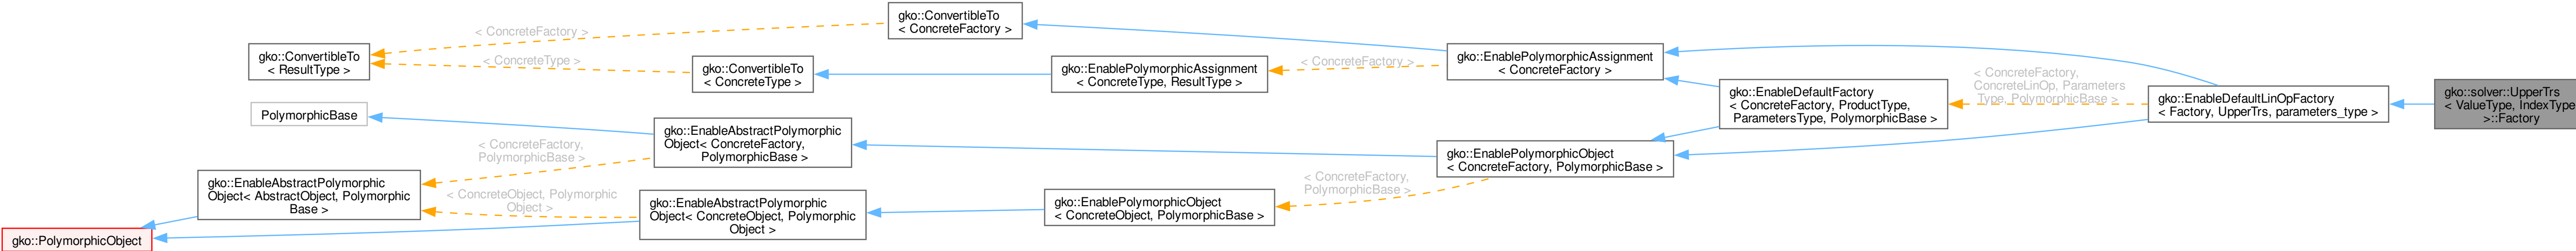 gko::ConvertibleTo
< ResultType >
PolymorphicBase
gko::EnableAbstractPolymorphic
Object< AbstractObject, Polymorphic
Base >
gko::PolymorphicObject
< ConcreteFactory >
< ConcreteType >
< ConcreteFactory,
PolymorphicBase >
< ConcreteObject, Polymorphic
Object >
gko::ConvertibleTo
< ConcreteFactory >
gko::ConvertibleTo
< ConcreteType >
gko::EnableAbstractPolymorphic
Object< ConcreteFactory,
PolymorphicBase >
gko::EnableAbstractPolymorphic
Object< ConcreteObject, Polymorphic
Object >
gko::EnablePolymorphicAssignment
< ConcreteType, ResultType >
gko::EnablePolymorphicObject
< ConcreteObject, PolymorphicBase >
< ConcreteFactory >
< ConcreteFactory,
PolymorphicBase >
gko::EnablePolymorphicAssignment
< ConcreteFactory >
gko::EnablePolymorphicObject
< ConcreteFactory, PolymorphicBase >
gko::EnableDefaultFactory
< ConcreteFactory, ProductType,
ParametersType, PolymorphicBase >
< ConcreteFactory,
ConcreteLinOp, Parameters
Type, PolymorphicBase >
gko::EnableDefaultLinOpFactory
< Factory, UpperTrs, parameters_type >
gko::solver::UpperTrs
< ValueType, IndexType
>::Factory